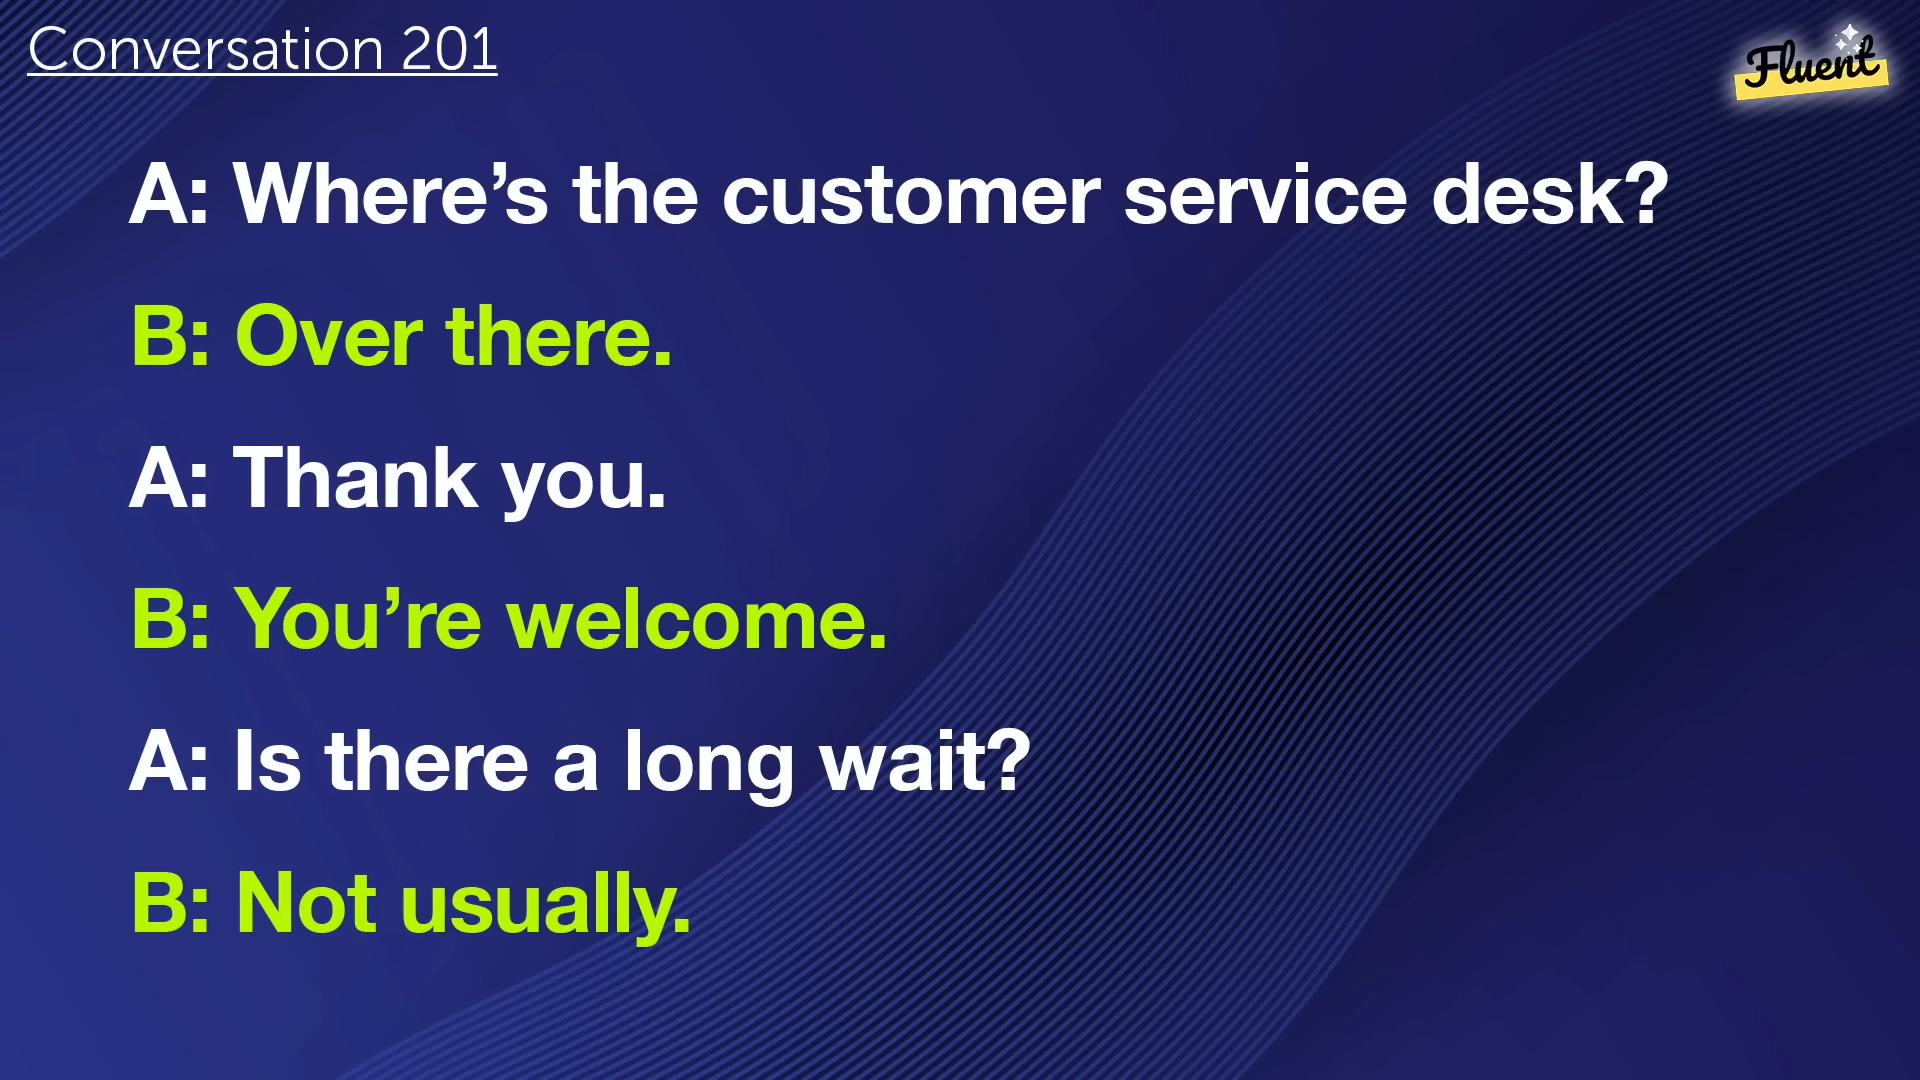 Conversation 201
Fluent
A: Where’s the customer service desk?
B: Over there.
A: Thank you.
B: You’re welcome.
A: Is there a long wait?
B: Not usually.